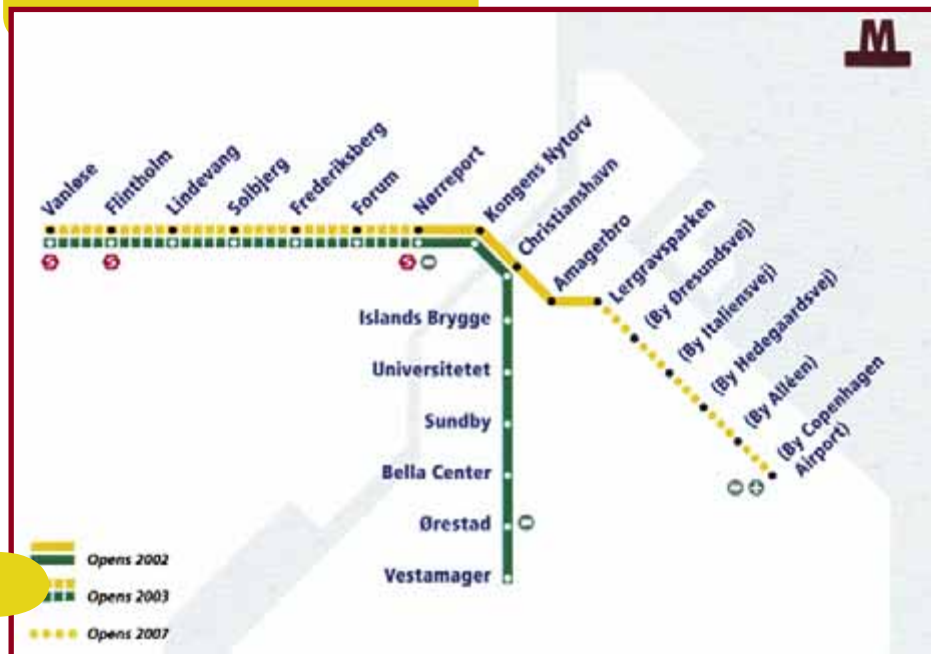 M
Vanløse
Flintholm
Lindevang
Solbjerg
Frederiksberg
Forum
Nørreport
Kongens Nytorv
Christianshavn
Amagerbro
Lergravsparken
(By Øresundsvej)
(By Italiensvej)
(By Hedegaardsvej)
(By Alléen)
(By Copenhagen
Airport)
S
S
S
Islands Brygge
Universitetet
Sundby
Bella Center
Ørestad
Vestamager
Opens 2002
Opens 2003
Opens 2007